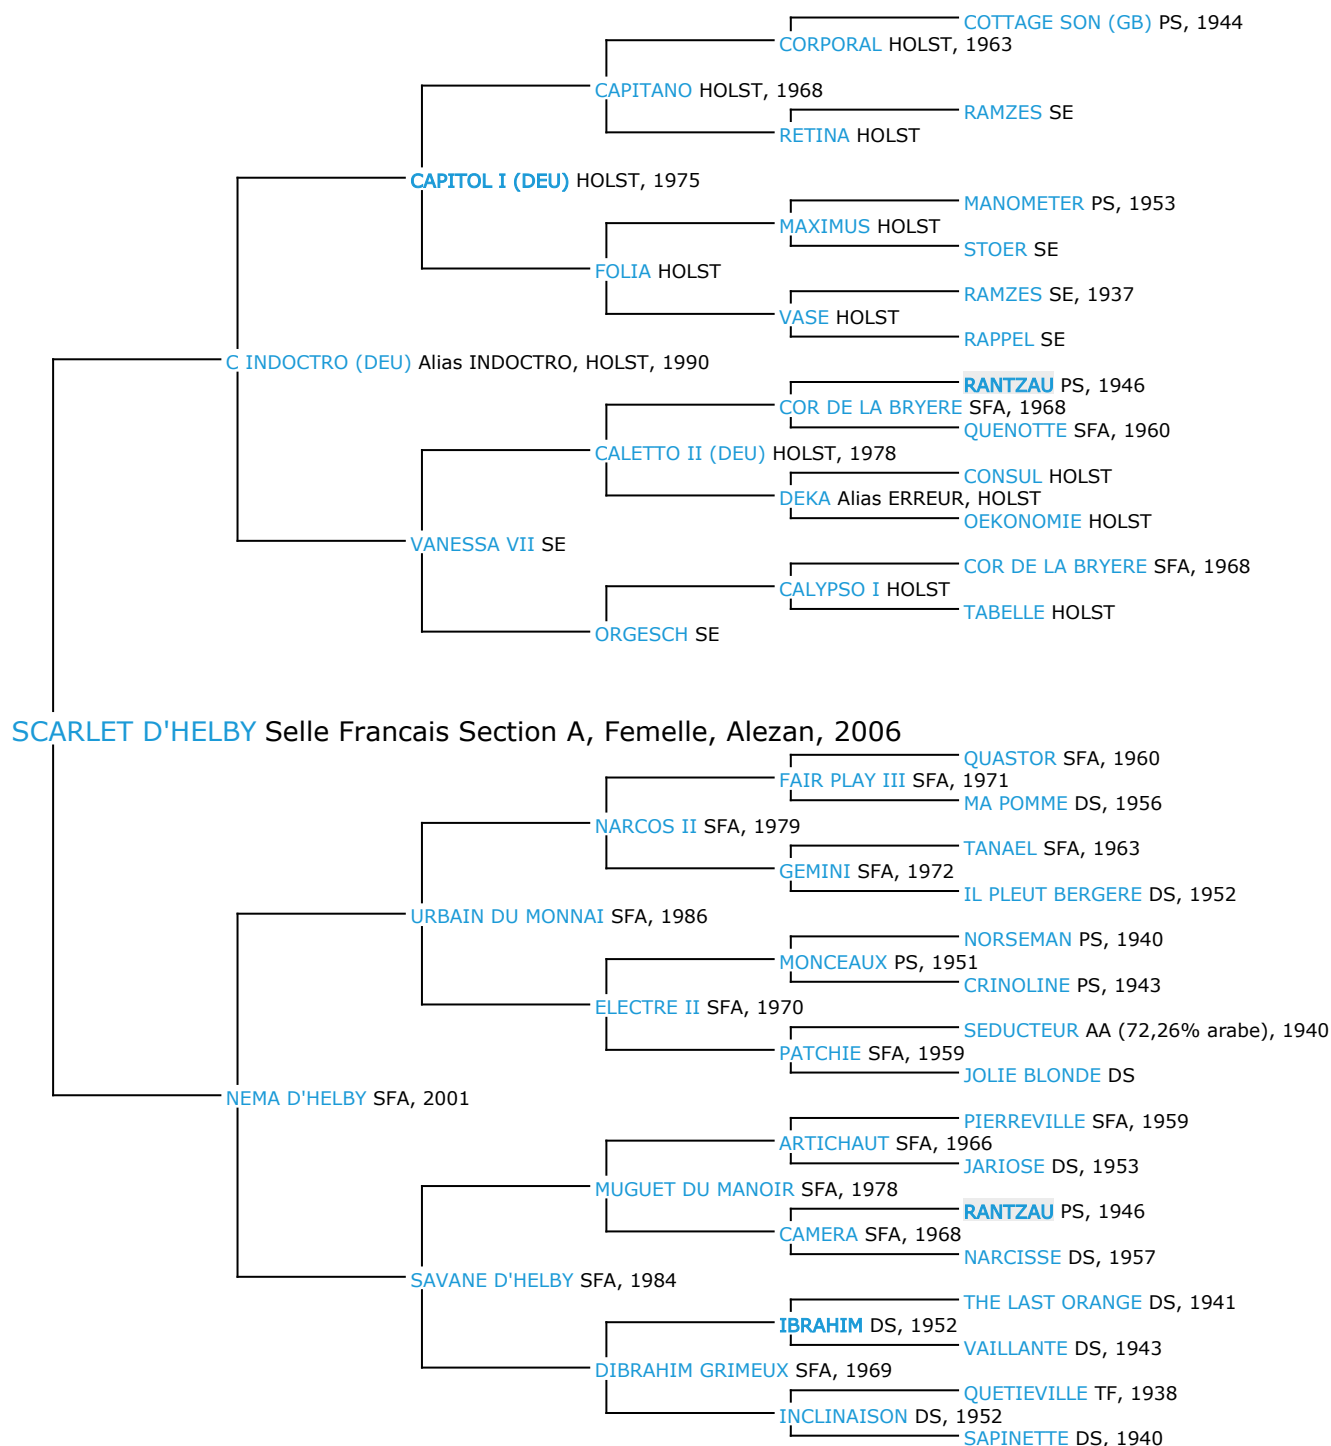 COTTAGE SON (GB) PS, 1944
CORPORAL HOLST, 1963
CAPITANO HOLST, 1968
RAMZES SE
RETINA HOLST
CAPITOL I (DEU) HOLST, 1975
MANOMETER PS, 1953
MAXIMUS HOLST
STOER SE
FOLIA HOLST
RAMZES SE, 1937
VASE HOLST
RAPPEL SE
C INDOCTRO (DEU) Alias INDOCTRO, HOLST, 1990
RANTZAU PS, 1946
COR DE LA BRYERE SFA, 1968
QUENOTTE SFA, 1960
CALETTO II (DEU) HOLST, 1978
CONSUL HOLST
DEKA Alias ERREUR, HOLST
OEKONOMIE HOLST
VANESSA VII SE
COR DE LA BRYERE SFA, 1968
CALYPSO I HOLST
TABELLE HOLST
ORGESCH SE
SCARLET D'HELBY Selle Francais Section A, Femelle, Alezan, 2006
QUASTOR SFA, 1960
FAIR PLAY III SFA, 1971
MA POMME DS, 1956
NARCOS II SFA, 1979
TANAEL SFA, 1963
GEMINI SFA, 1972
IL PLEUT BERGERE DS, 1952
URBAIN DU MONNAI SFA, 1986
NORSEMAN PS, 1940
MONCEAUX PS, 1951
CRINOLINE PS, 1943
ELECTRE II SFA, 1970
SEDUCTEUR AA (72,26% arabe), 1940
PATCHIE SFA, 1959
JOLIE BLONDE DS
NEMA D'HELBY SFA, 2001
PIERREVILLE SFA, 1959
ARTICHAUT SFA, 1966
JARIOSE DS, 1953
MUGUET DU MANOIR SFA, 1978
RANTZAU PS, 1946
CAMERA SFA, 1968
NARCISSE DS, 1957
SAVANE D'HELBY SFA, 1984
THE LAST ORANGE DS, 1941
IBRAHIM DS, 1952
VAILLANTE DS, 1943
DIBRAHIM GRIMEUX SFA, 1969
QUETIEVILLE TF, 1938
INCLINAISON DS, 1952
SAPINETTE DS, 1940